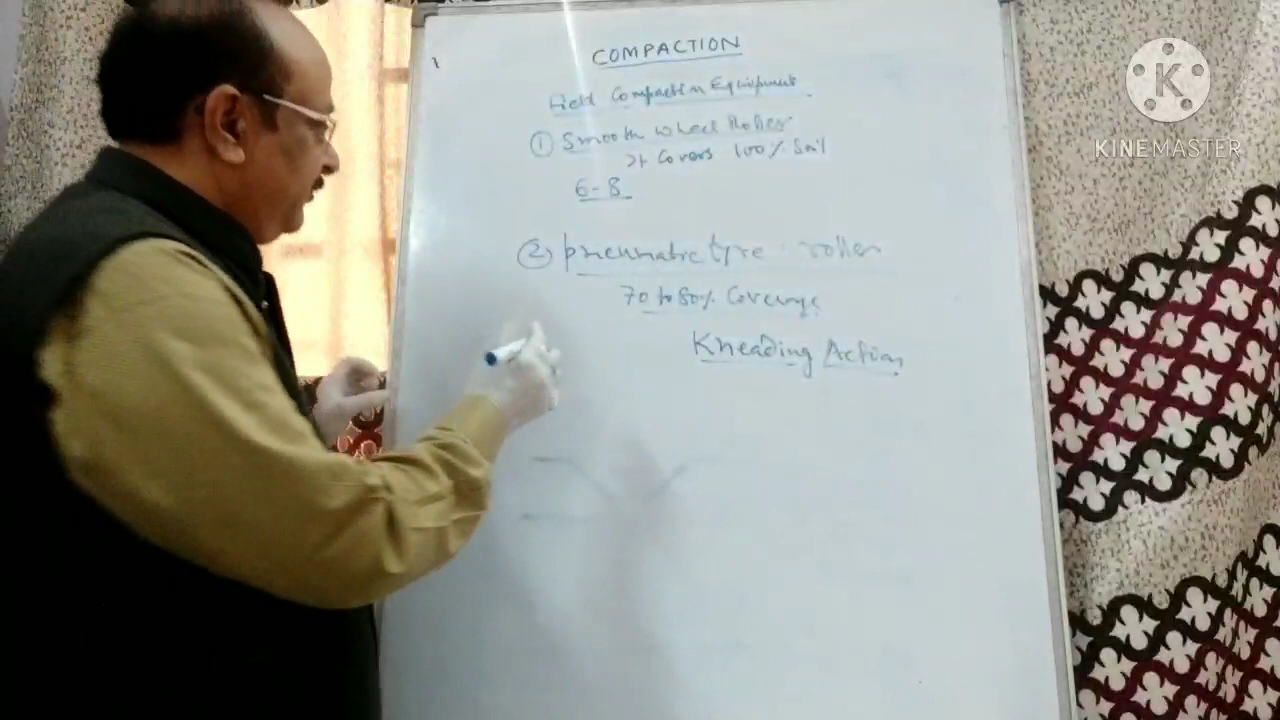 COMPACTION
Field Compaction Equipment
① Smooth Wheel Roller
It Covers 100% Soil
6-8
② pneumatic tyre roller
70 to 80% Coverage
Kneading Action
K
KINEMASTER